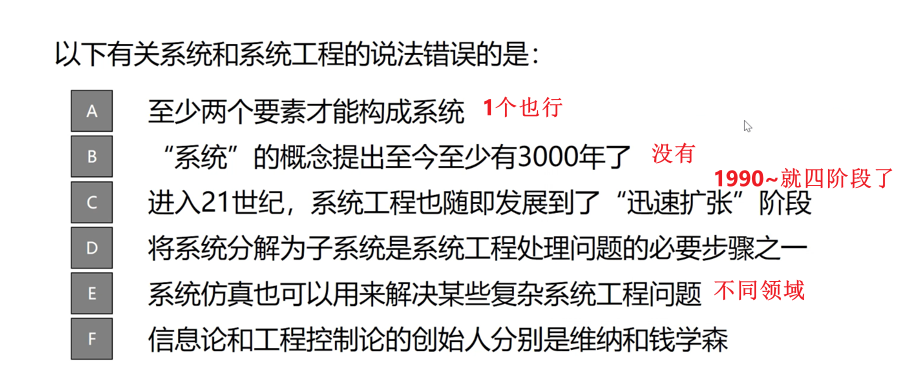 以下有关系统和系统工程的说法错误的是：
A 至少两个要素才能构成系统 1个也行
B “系统”的概念提出至今至少有3000年了 没有
1990~就四阶段了
C 进入21世纪，系统工程也随即发展到了“迅速扩张”阶段
D 将系统分解为子系统是系统工程处理问题的必要步骤之一
E 系统仿真也可以用来解决某些复杂系统工程问题 不同领域
F 信息论和工程控制论的创始人分别是维纳和钱学森